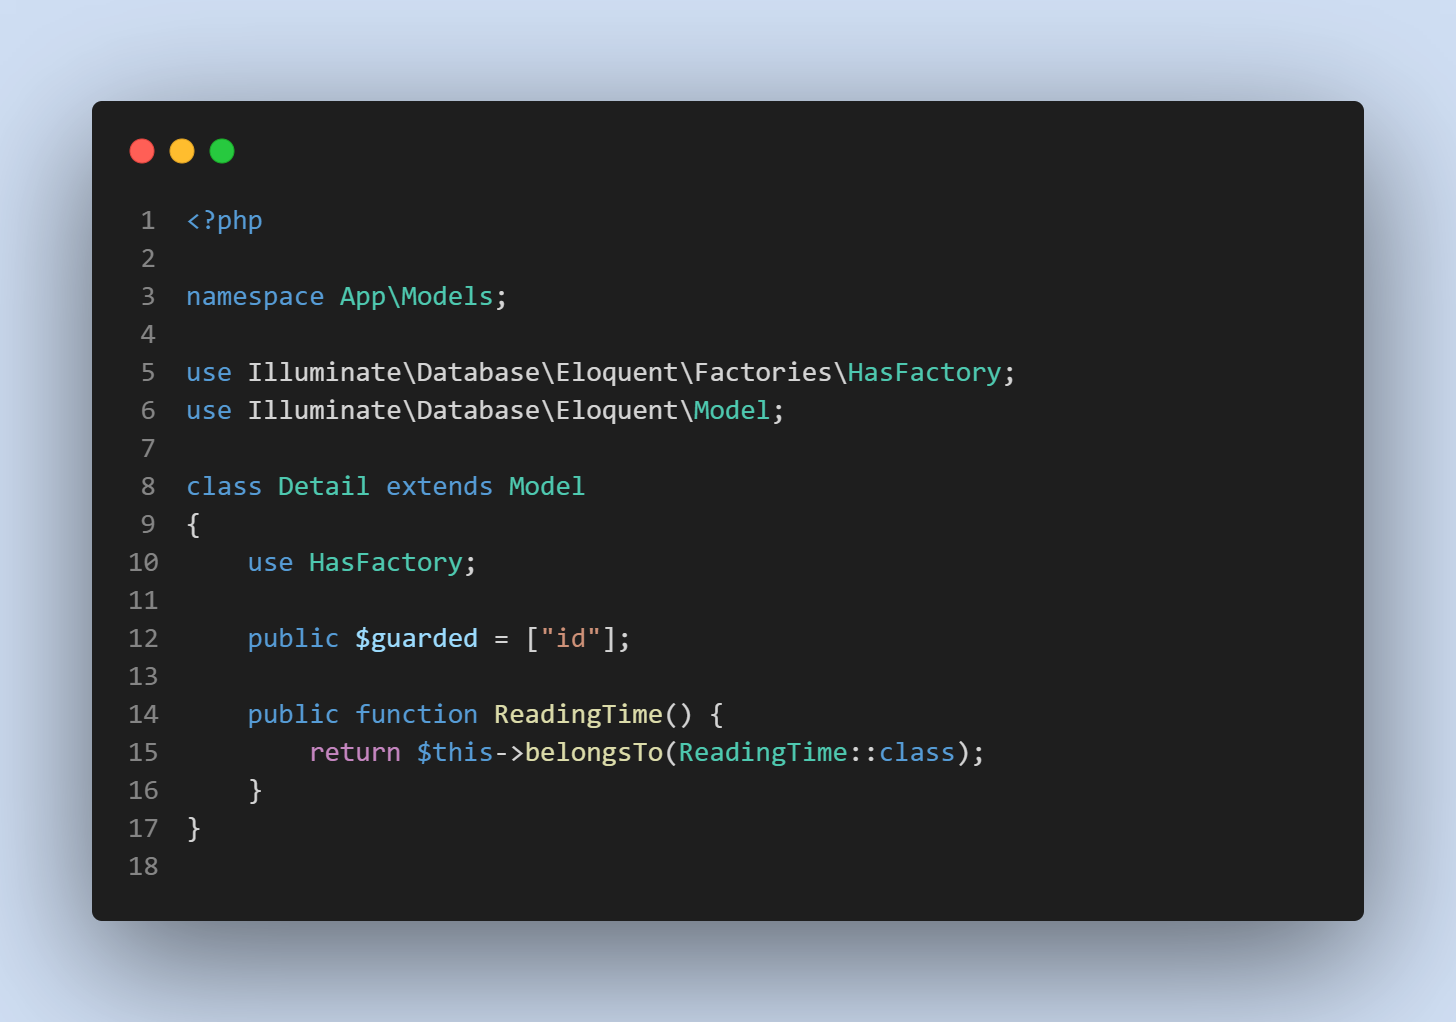 1 <?php
2
3 namespace App\Models;
4
5 use Illuminate\Database\Eloquent\Factories\HasFactory;
6 use Illuminate\Database\Eloquent\Model;
7
8 class Detail extends Model
9 {
10     use HasFactory;
11
12     public $guarded = ["id"];
13
14     public function ReadingTime() {
15         return $this->belongsTo(ReadingTime::class);
16     }
17 }
18